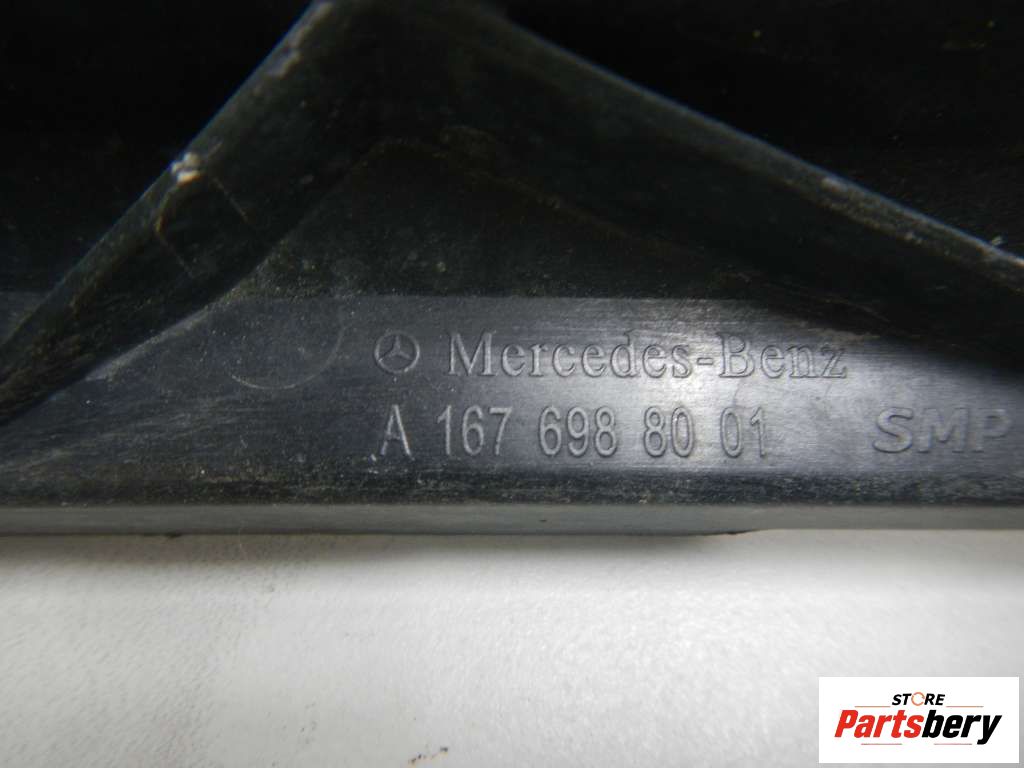 Mercedes-Benz
A 167 698 80 01
SMP
STORE
Partsbery